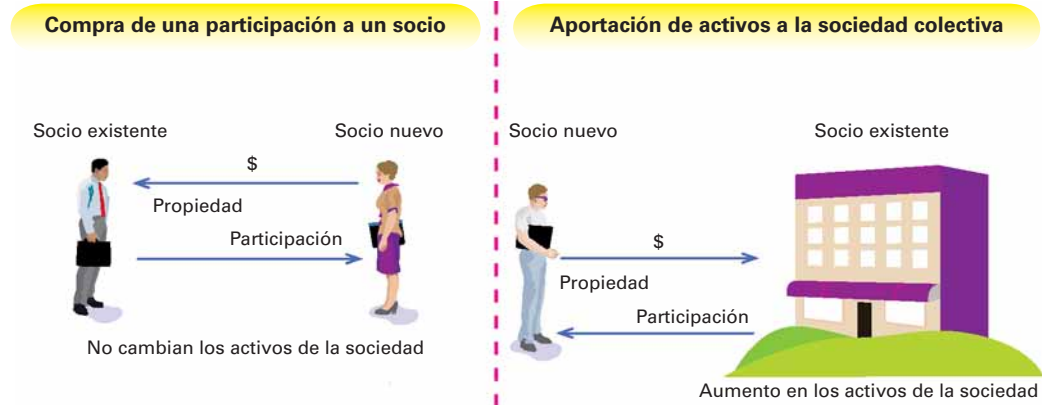 Compra de una participación a un socio
Socio existente
Socio nuevo
$
Propiedad
Participación
No cambian los activos de la sociedad
Aportación de activos a la sociedad colectiva
Socio nuevo
Socio existente
$
Propiedad
Participación
Aumento en los activos de la sociedad